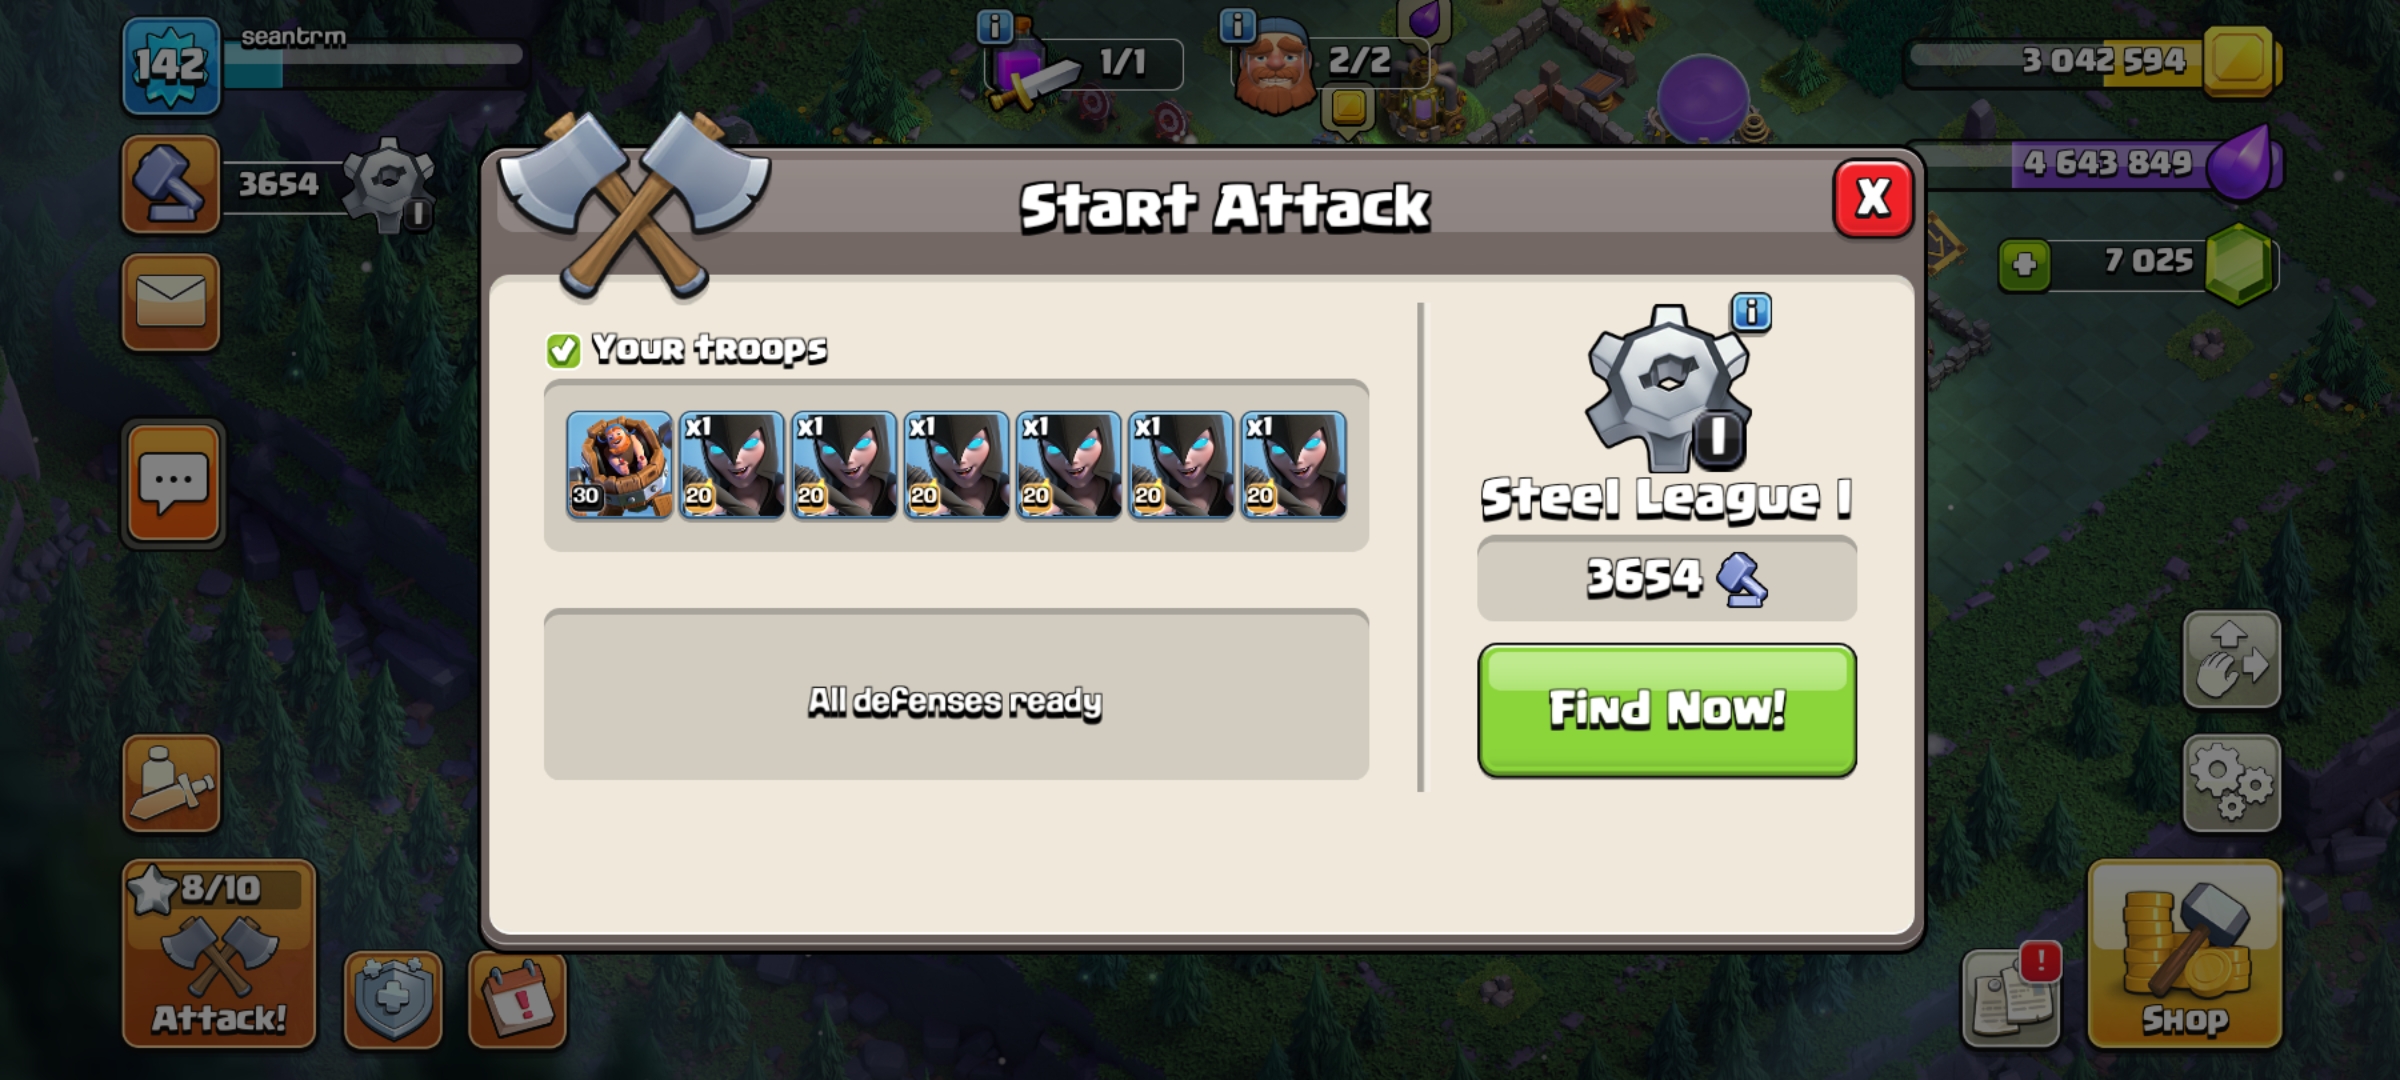 142
seantrm
1/1
2/2
3 042 594
3654
I
4 643 849
7 025
Start Attack
X
Your troops
30
x1
20
x1
20
x1
20
x1
20
x1
20
x1
20
All defenses ready
i
I
Steel League I
3654
Find Now!
8/10
Attack!
!
!
Shop